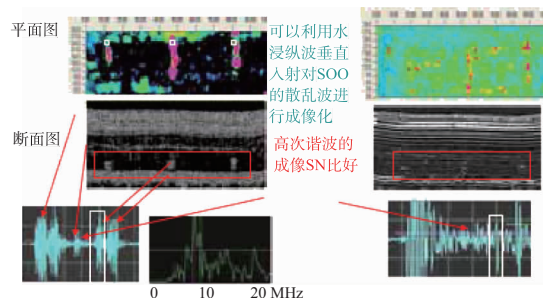 平面图
可以利用水
浸纵波垂直
入射对SOO
的散乱波进
行成像化
断面图
高次谐波的
成像SN比好
0 10 20 MHz